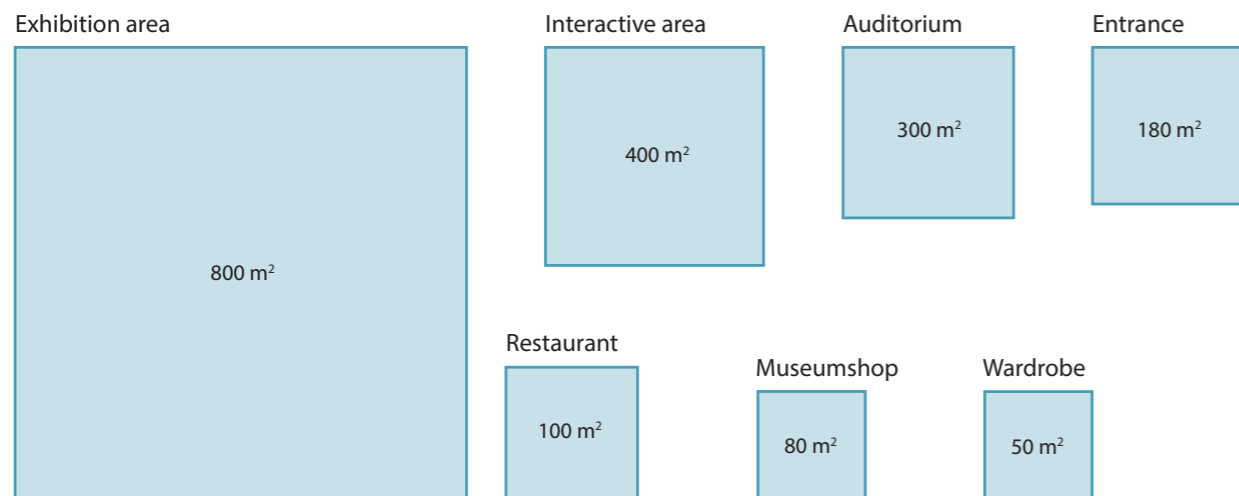 Exhibition area
800 m²
Interactive area
400 m²
Auditorium
300 m²
Entrance
180 m²
Restaurant
100 m²
Museumshop
80 m²
Wardrobe
50 m²